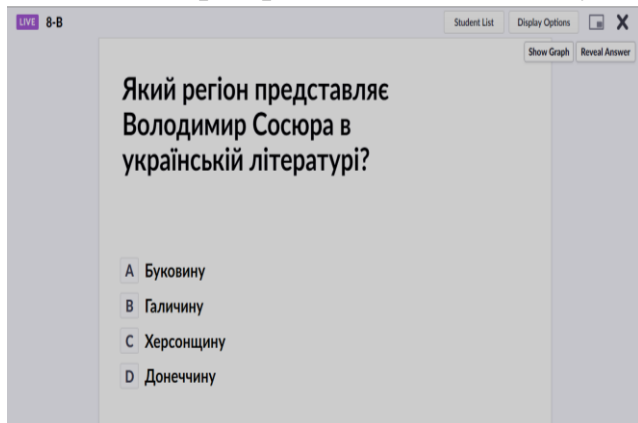 LIVE 8-В Student List Display Options X
Show Graph Reveal Answer
Який регіон представляє
Володимир Сосюра в
українській літературі?
A Буковину
B Галичину
C Херсонщину
D Донеччину